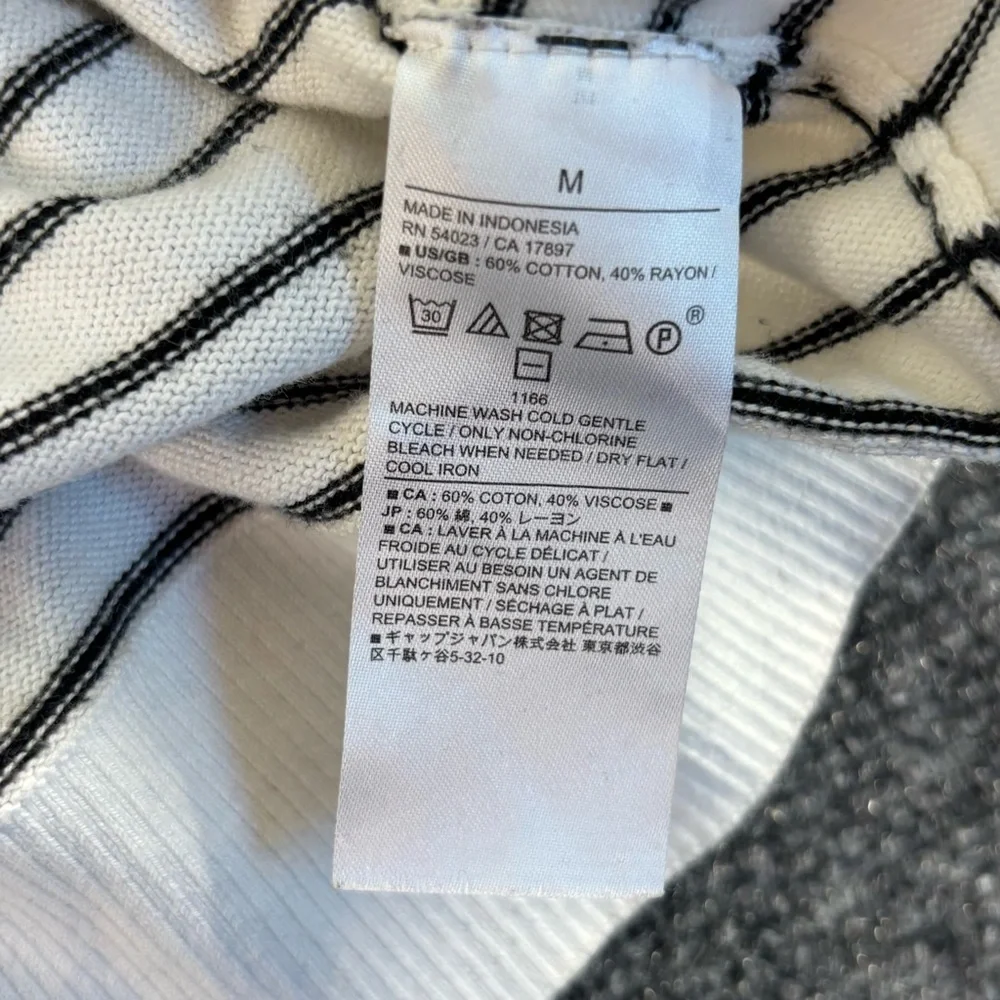 M
MADE IN INDONESIA
RN 54023 / CA 17897
■ US/GB : 60% COTTON, 40% RAYON /
VISCOSE
30
P
®
1166
MACHINE WASH COLD GENTLE
CYCLE / ONLY NON-CHLORINE
BLEACH WHEN NEEDED / DRY FLAT /
COOL IRON
■ CA : 60% COTON, 40% VISCOSE ■
JP : 60% 綿, 40% レーヨン
■ CA : LAVER À LA MACHINE À L'EAU
FROIDE AU CYCLE DÉLICAT /
UTILISER AU BESOIN UN AGENT DE
BLANCHIMENT SANS CHLORE
UNIQUEMENT / SÉCHAGE À PLAT /
REPASSER À BASSE TEMPÉRATURE
■ ギャップジャパン株式会社 東京都渋谷
区千駄ヶ谷5-32-10